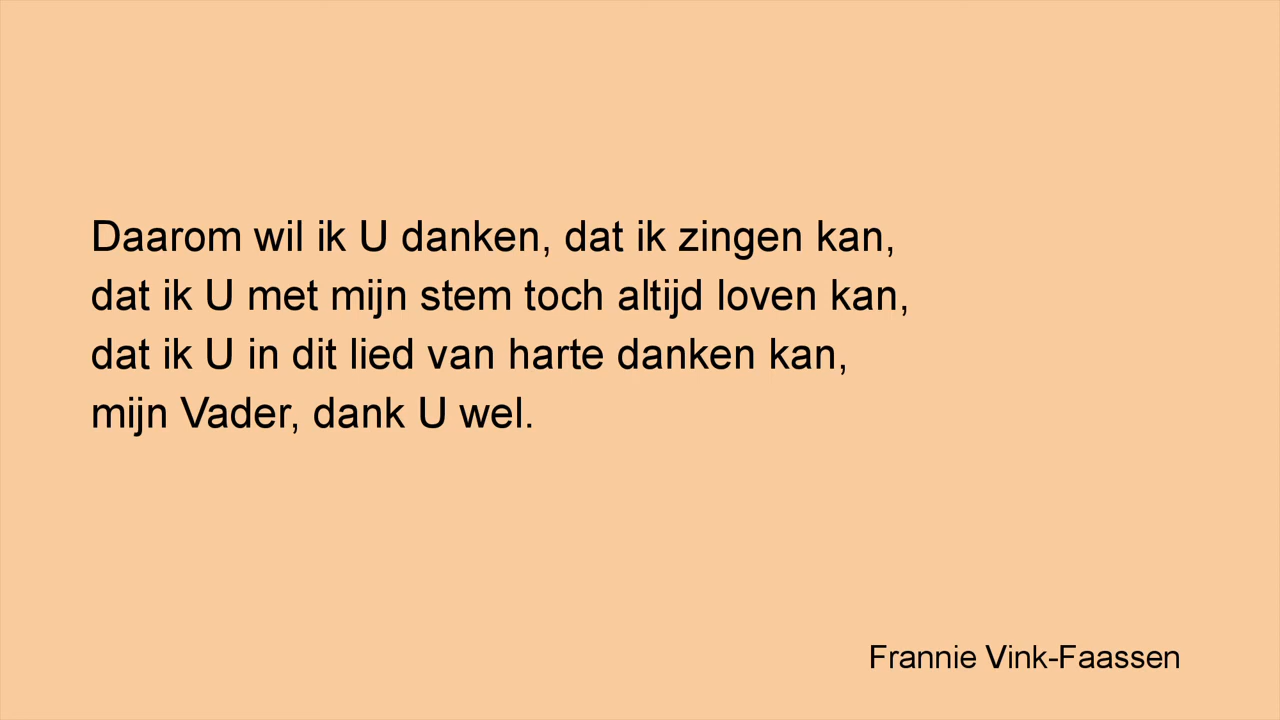 Daarom wil ik U danken, dat ik zingen kan,
dat ik U met mijn stem toch altijd loven kan,
dat ik U in dit lied van harte danken kan,
mijn Vader, dank U wel.
Frannie Vink-Faassen